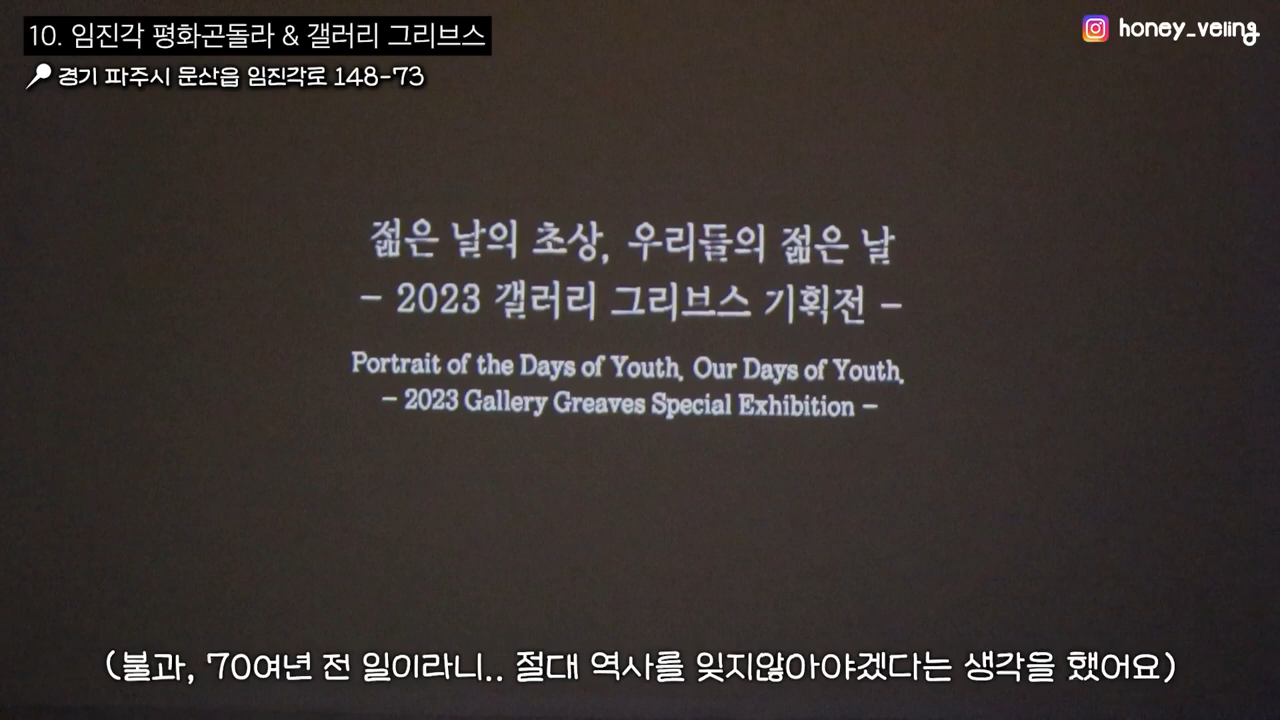 10. 임진각 평화곤돌라 & 갤러리 그리브스
honey_veling
경기 파주시 문산읍 임진각로 148-73
젊은 날의 초상, 우리들의 젊은 날
- 2023 갤러리 그리브스 기획전 -
Portrait of the Days of Youth, Our Days of Youth,
- 2023 Gallery Greaves Special Exhibition -
(불과, 70여년 전 일이라니.. 절대 역사를 잊지않아야겠다는 생각을 했어요)